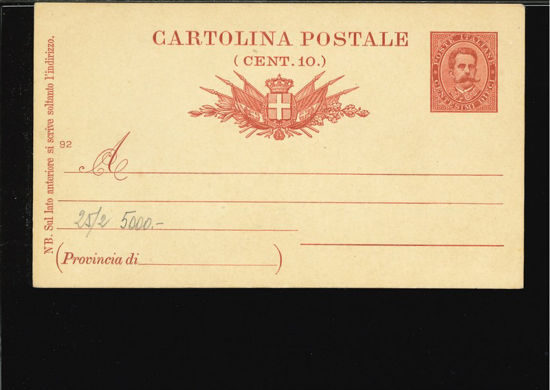 CARTOLINA POSTALE
(CENT. 10.)
POSTE ITALIANE
CENTESIMI DIECI
NB. Sul lato anteriore si scrive soltanto l'indirizzo.
92
A
25/2 5000.-
(Provincia di)